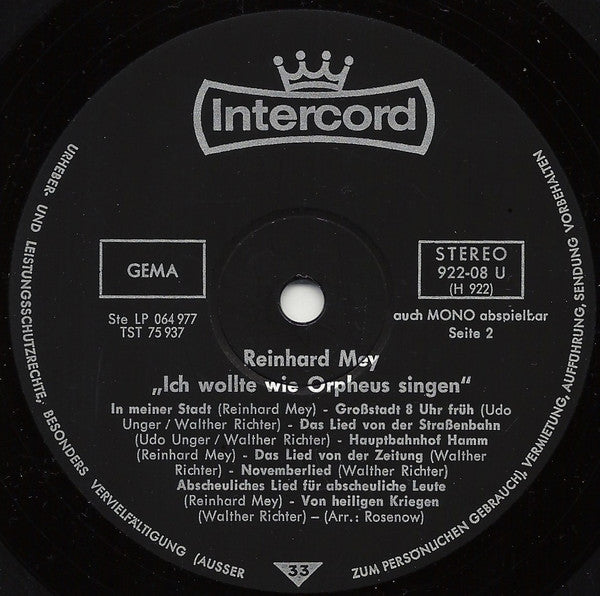 Intercord
GEMA
STEREO
922-08 U
(H 922)
Ste LP 064 977
TST 75 937
auch MONO abspielbar
Seite 2
Reinhard Mey
„Ich wollte wie Orpheus singen“
In meiner Stadt (Reinhard Mey) - Großstadt 8 Uhr früh (Udo
Unger / Walther Richter) - Das Lied von der Straßenbahn
(Udo Unger / Walther Richter) - Hauptbahnhof Hamm
(Reinhard Mey) - Das Lied von der Zeitung (Walther
Richter) - Novemberlied (Walther Richter)
Abscheuliches Lied für abscheuliche Leute
(Reinhard Mey) - Von heiligen Kriegen
(Walther Richter) – (Arr.: Rosenow)
33
URHEBER- UND LEISTUNGSSCHUTZRECHTE, BESONDERS VERVIELFÄLTIGUNG (AUSSER ZUM PERSÖNLICHEN GEBRAUCH), VERMIETUNG, AUFFÜHRUNG, SENDUNG VORBEHALTEN